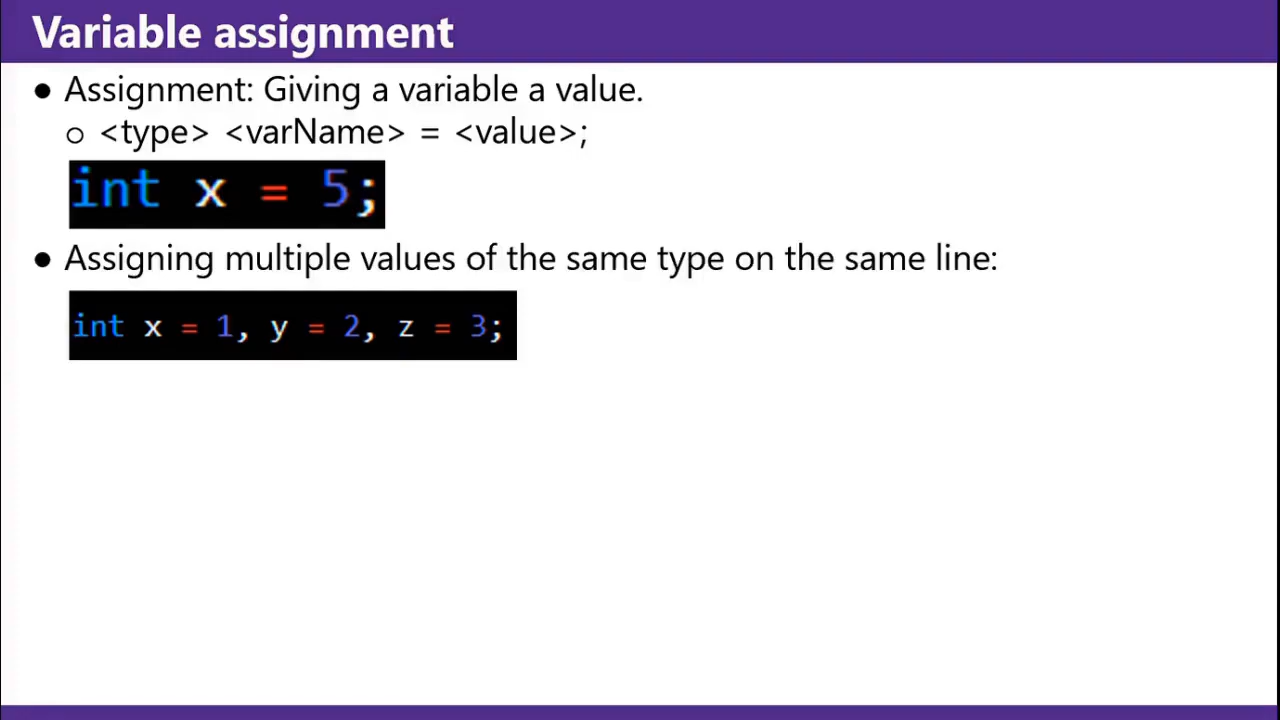 Variable assignment
● Assignment: Giving a variable a value.
○ <type> <varName> = <value>;
int x = 5;
● Assigning multiple values of the same type on the same line:
int x = 1, y = 2, z = 3;